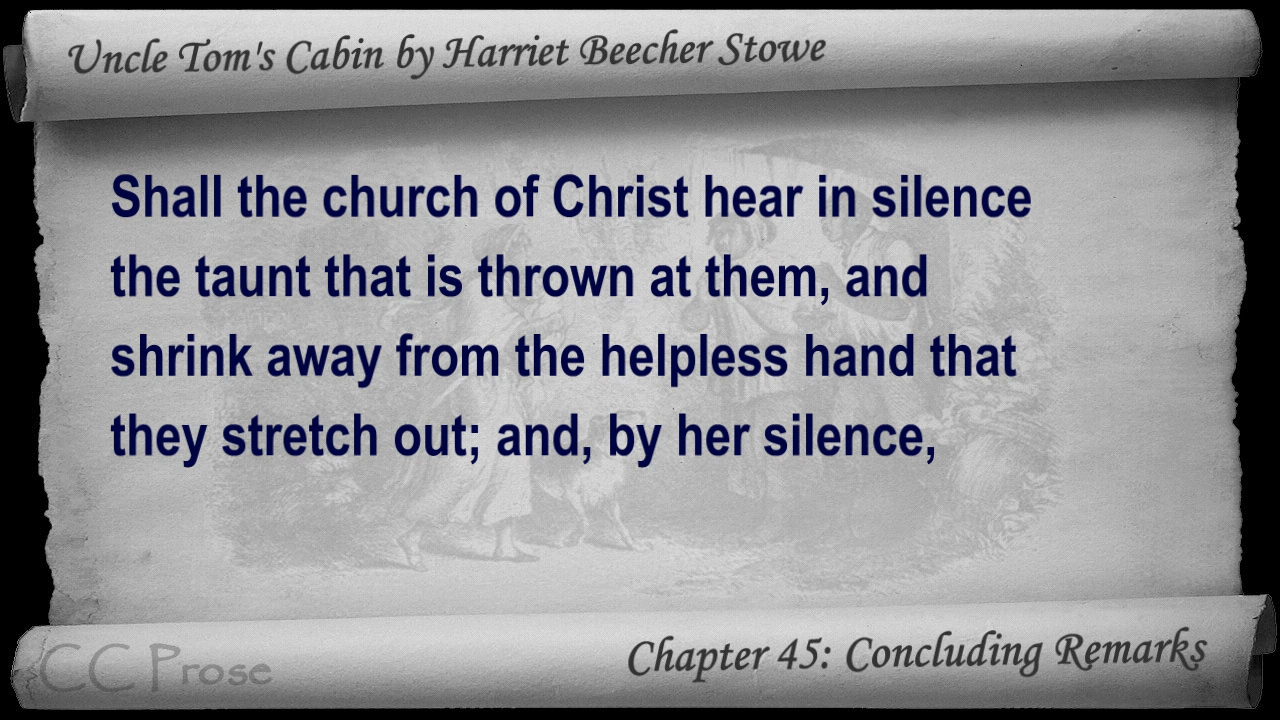 Uncle Tom's Cabin by Harriet Beecher Stowe
Shall the church of Christ hear in silence
the taunt that is thrown at them, and
shrink away from the helpless hand that
they stretch out; and, by her silence,
CC Prose
Chapter 45: Concluding Remarks